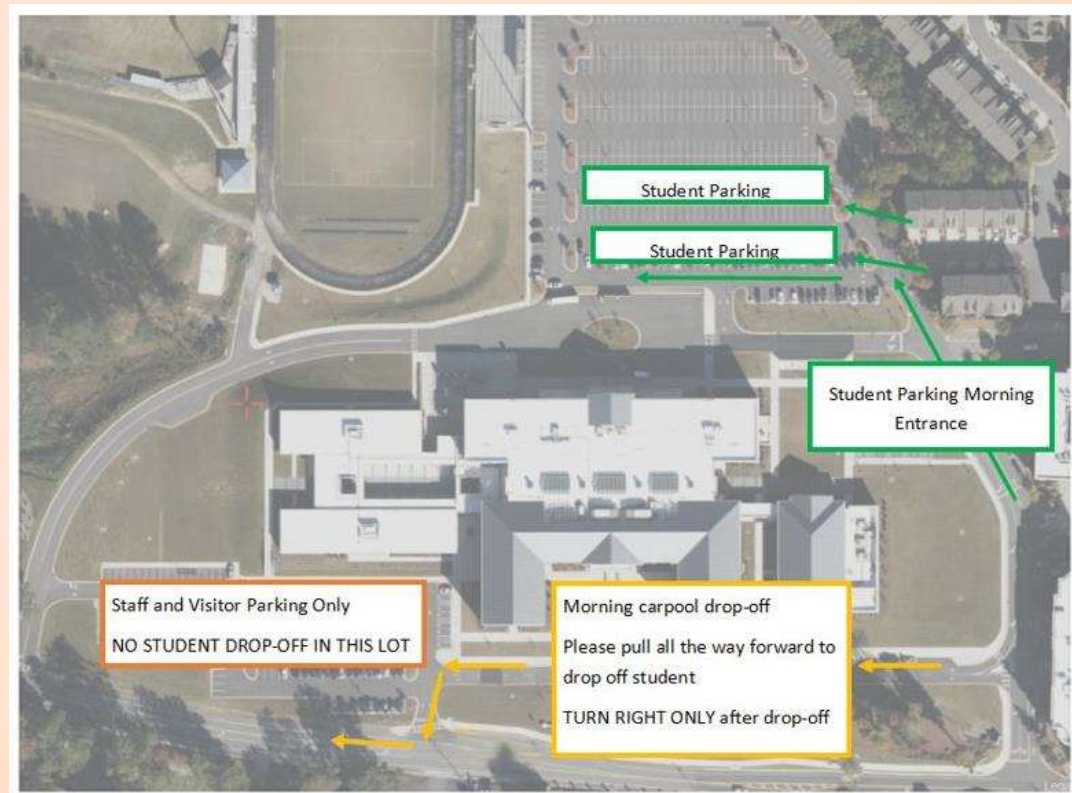 Student Parking
Student Parking
Student Parking Morning
Entrance
Staff and Visitor Parking Only
NO STUDENT DROP-OFF IN THIS LOT
Morning carpool drop-off
Please pull all the way forward to
drop off student
TURN RIGHT ONLY after drop-off